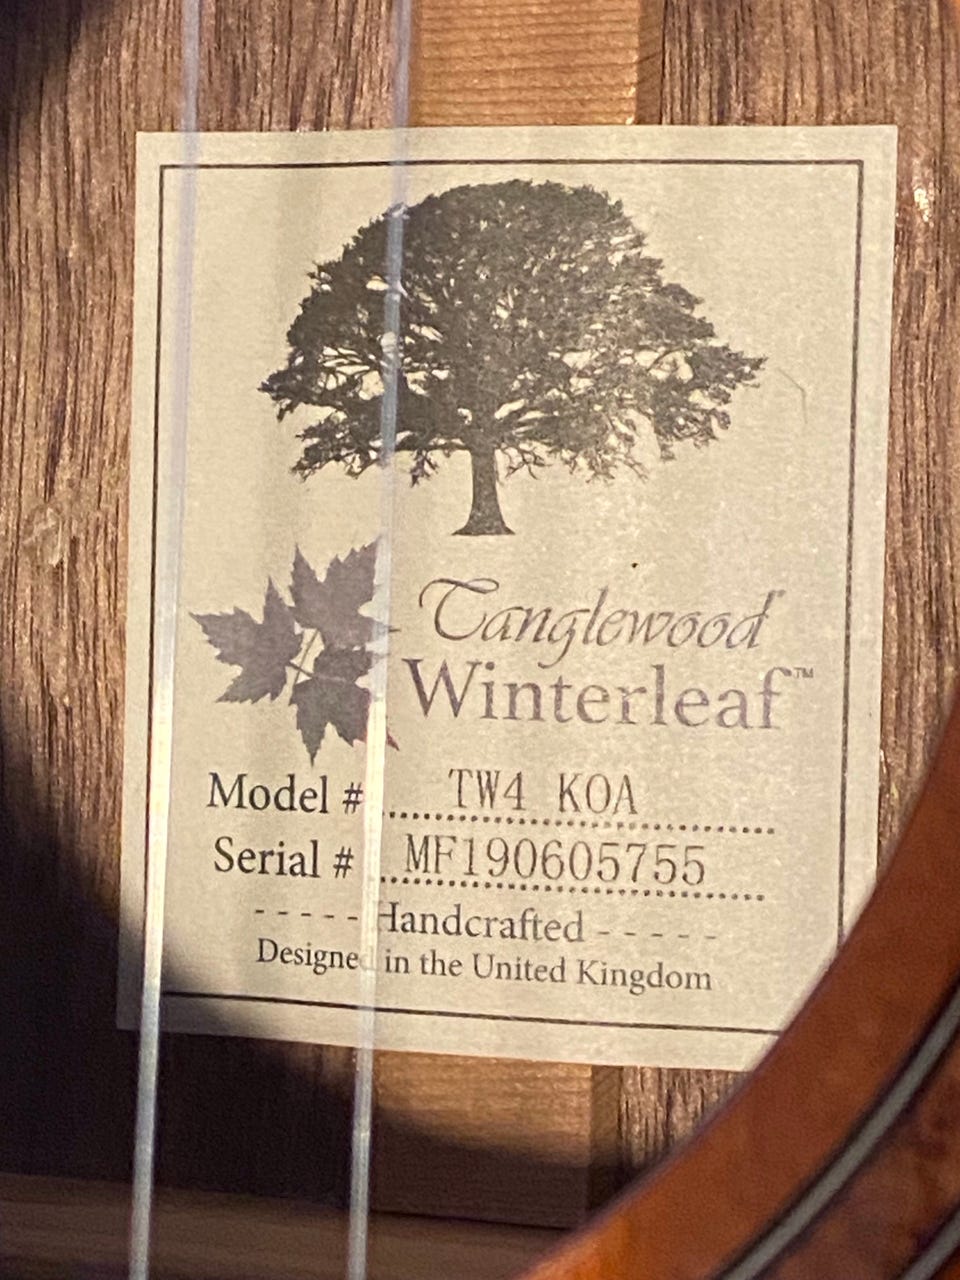 Tanglewood
Winterleaf™
Model # TW4 KOA
Serial # MF190605755
- - - - - Handcrafted - - - - -
Designed in the United Kingdom